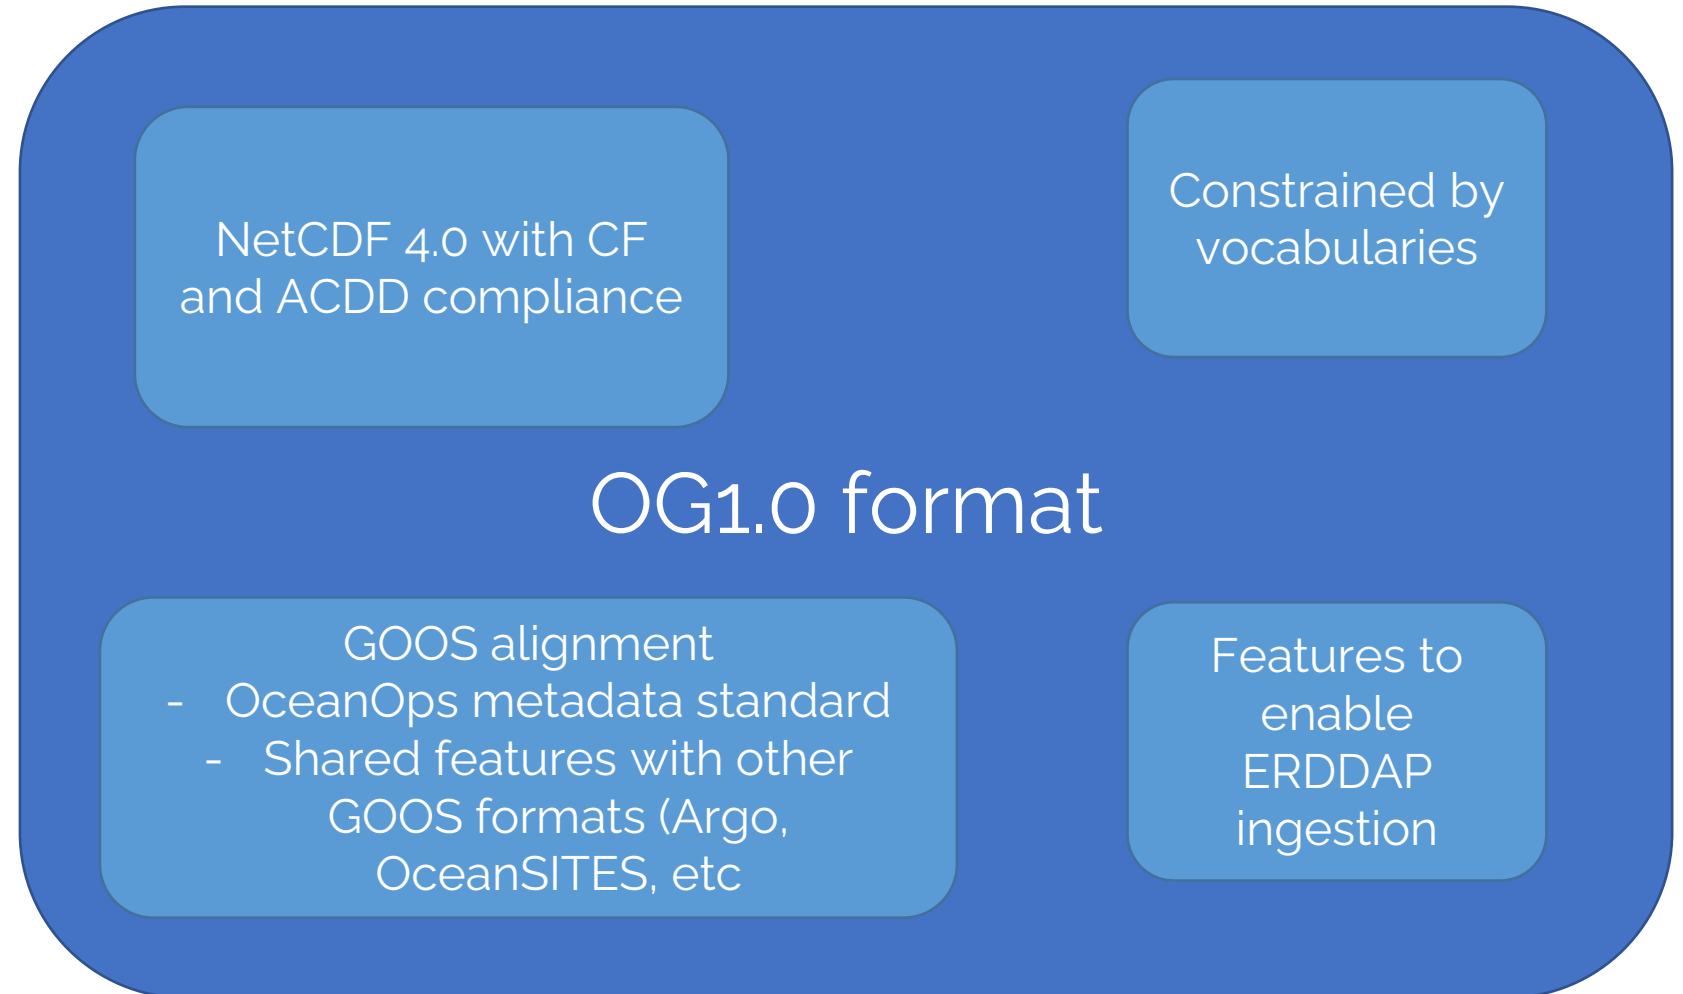 NetCDF 4.0 with CF
and ACDD compliance
Constrained by
vocabularies
OG1.0 format
GOOS alignment
- OceanOps metadata standard
- Shared features with other
GOOS formats (Argo,
OceanSITES, etc
Features to
enable
ERDDAP
ingestion